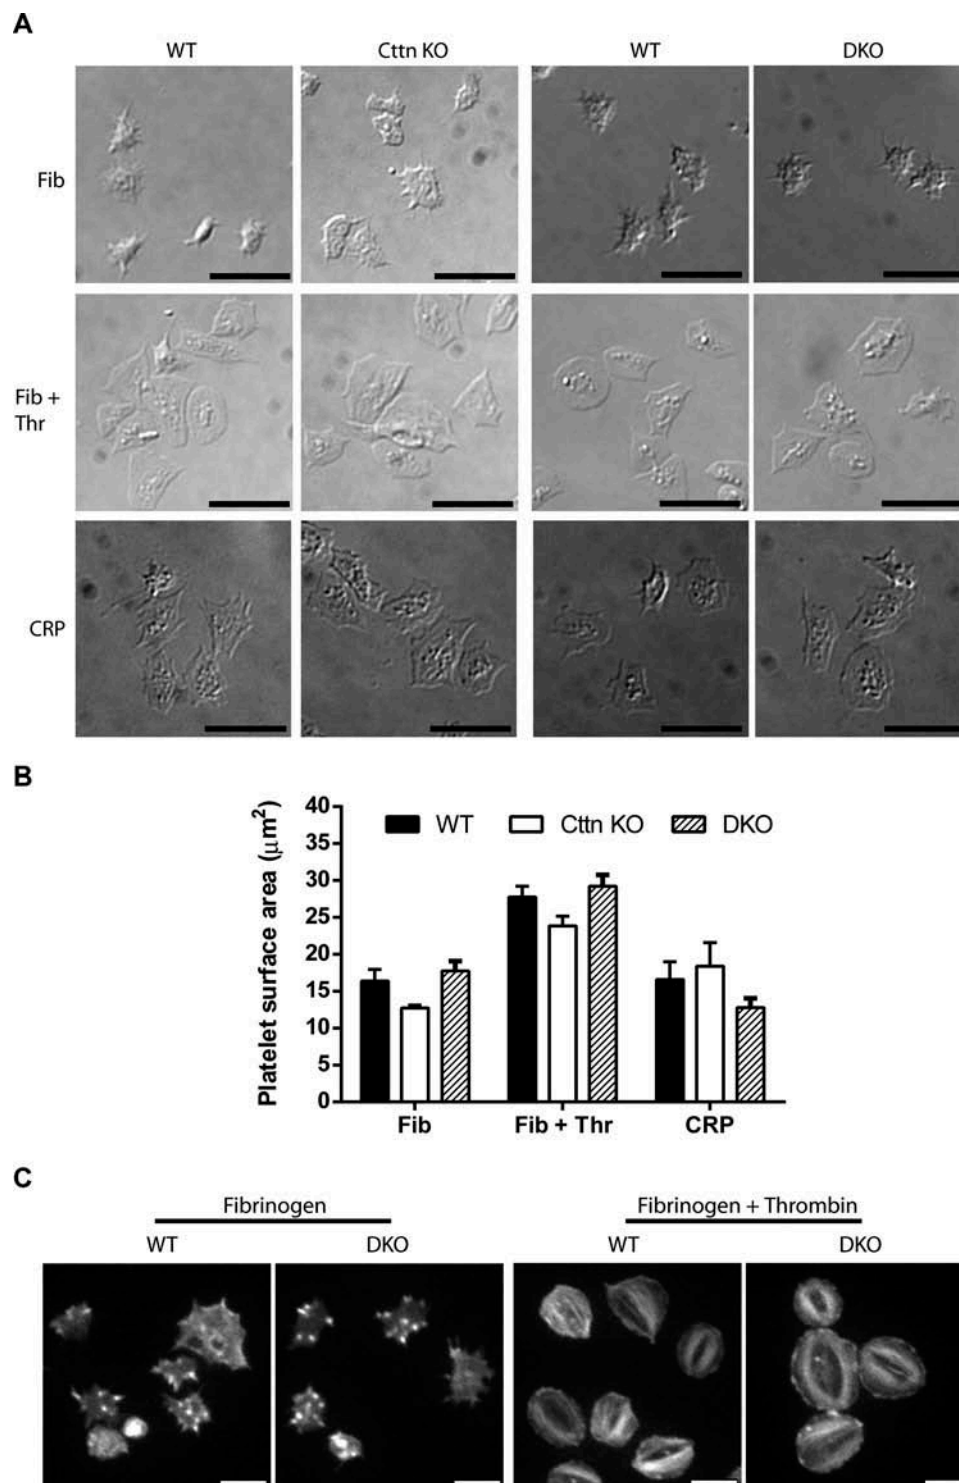 A
WT Cttn KO WT DKO
Fib
Fib +
Thr
CRP
B
Platelet surface area (μm²)
40
35
30
25
20
15
10
5
0
WT Cttn KO DKO
Fib Fib + Thr CRP
C
Fibrinogen Fibrinogen + Thrombin
WT DKO WT DKO